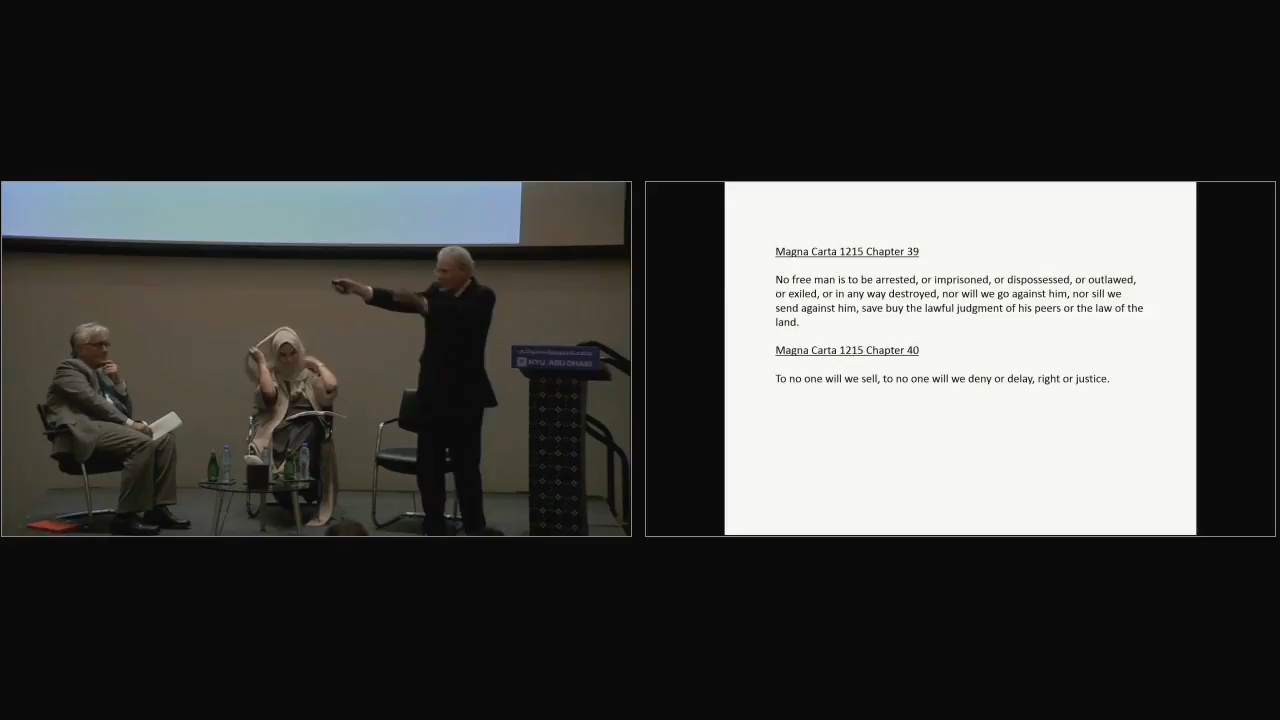 NYU ABU DHABI
Magna Carta 1215 Chapter 39
No free man is to be arrested, or imprisoned, or dispossessed, or outlawed,
or exiled, or in any way destroyed, nor will we go against him, nor sill we
send against him, save buy the lawful judgment of his peers or the law of the
land.
Magna Carta 1215 Chapter 40
To no one will we sell, to no one will we deny or delay, right or justice.